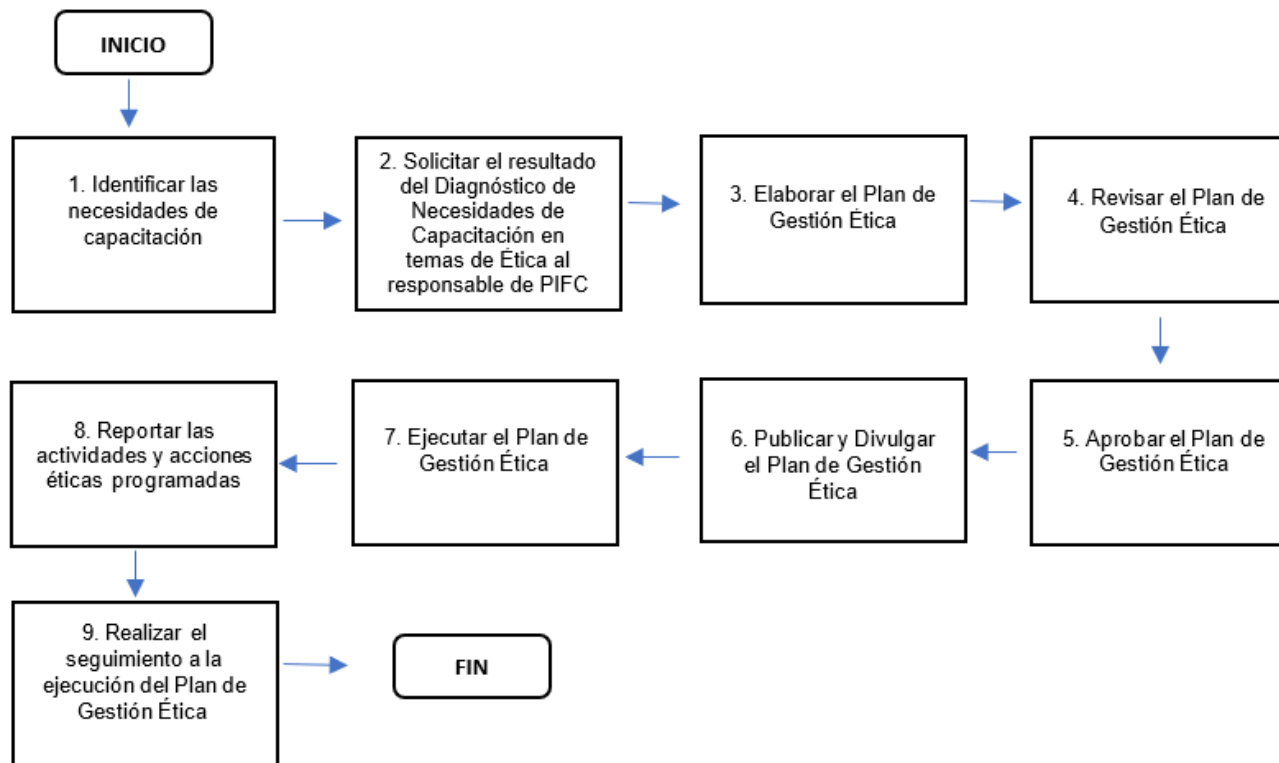 INICIO
1. Identificar las
necesidades de
capacitación
2. Solicitar el resultado
del Diagnóstico de
Necesidades de
Capacitación en
temas de Ética al
responsable de PIFC
3. Elaborar el Plan de
Gestión Ética
4. Revisar el Plan de
Gestión Ética
5. Aprobar el Plan de
Gestión Ética
6. Publicar y Divulgar
el Plan de Gestión
Ética
7. Ejecutar el Plan de
Gestión Ética
8. Reportar las
actividades y acciones
éticas programadas
9. Realizar el
seguimiento a la
ejecución del Plan de
Gestión Ética
FIN